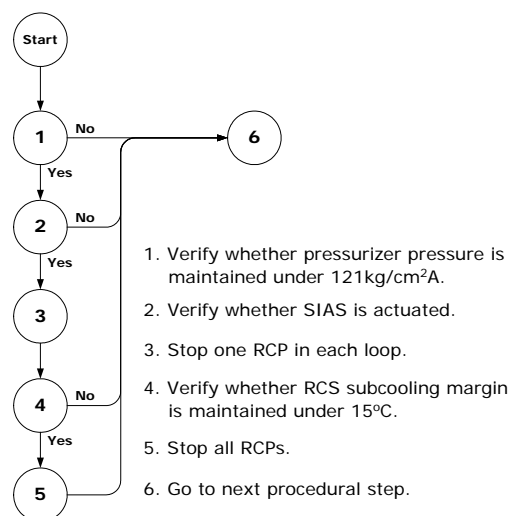 Start
1
No
6
Yes
2
No
Yes
3
4
No
Yes
5
1. Verify whether pressurizer pressure is
maintained under 121kg/cm²A.
2. Verify whether SIAS is actuated.
3. Stop one RCP in each loop.
4. Verify whether RCS subcooling margin
is maintained under 15ºC.
5. Stop all RCPs.
6. Go to next procedural step.